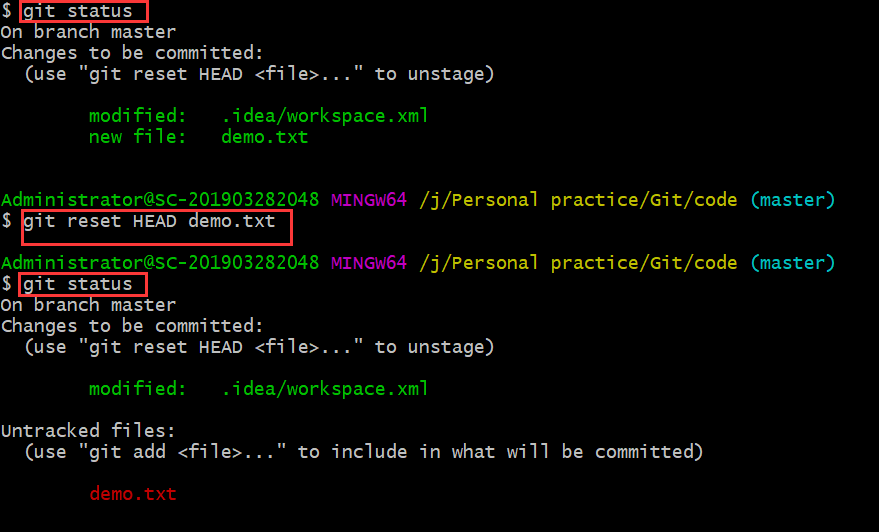 $ git status
On branch master
Changes to be committed:
  (use "git reset HEAD <file>..." to unstage)
        modified:   .idea/workspace.xml
        new file:   demo.txt
Administrator@SC-201903282048 MINGW64 /j/Personal practice/Git/code (master)
$ git reset HEAD demo.txt
Administrator@SC-201903282048 MINGW64 /j/Personal practice/Git/code (master)
$ git status
On branch master
Changes to be committed:
  (use "git reset HEAD <file>..." to unstage)
        modified:   .idea/workspace.xml
Untracked files:
  (use "git add <file>..." to include in what will be committed)
        demo.txt